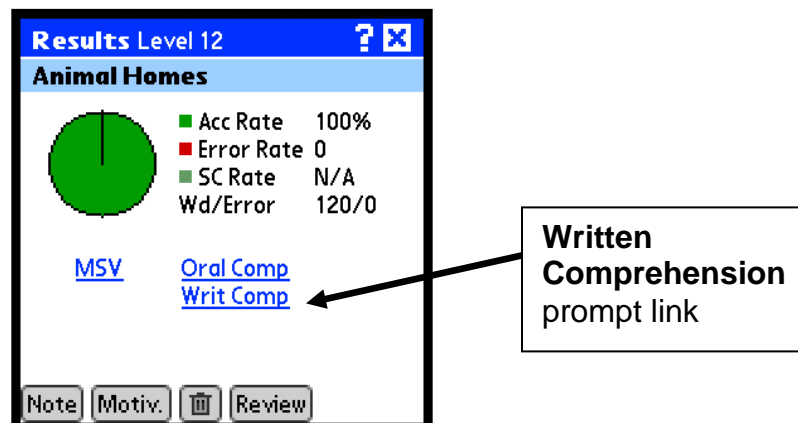 Results Level 12 ?
Animal Homes
Acc Rate 100%
Error Rate 0
SC Rate N/A
Wd/Error 120/0
MSV Oral Comp
Writ Comp
Note Motiv. Review
Written
Comprehension
prompt link